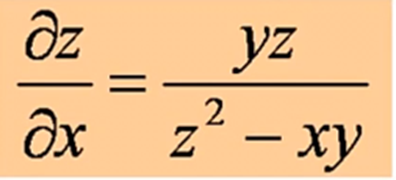 ∂z/∂x = yz/(z² − xy)